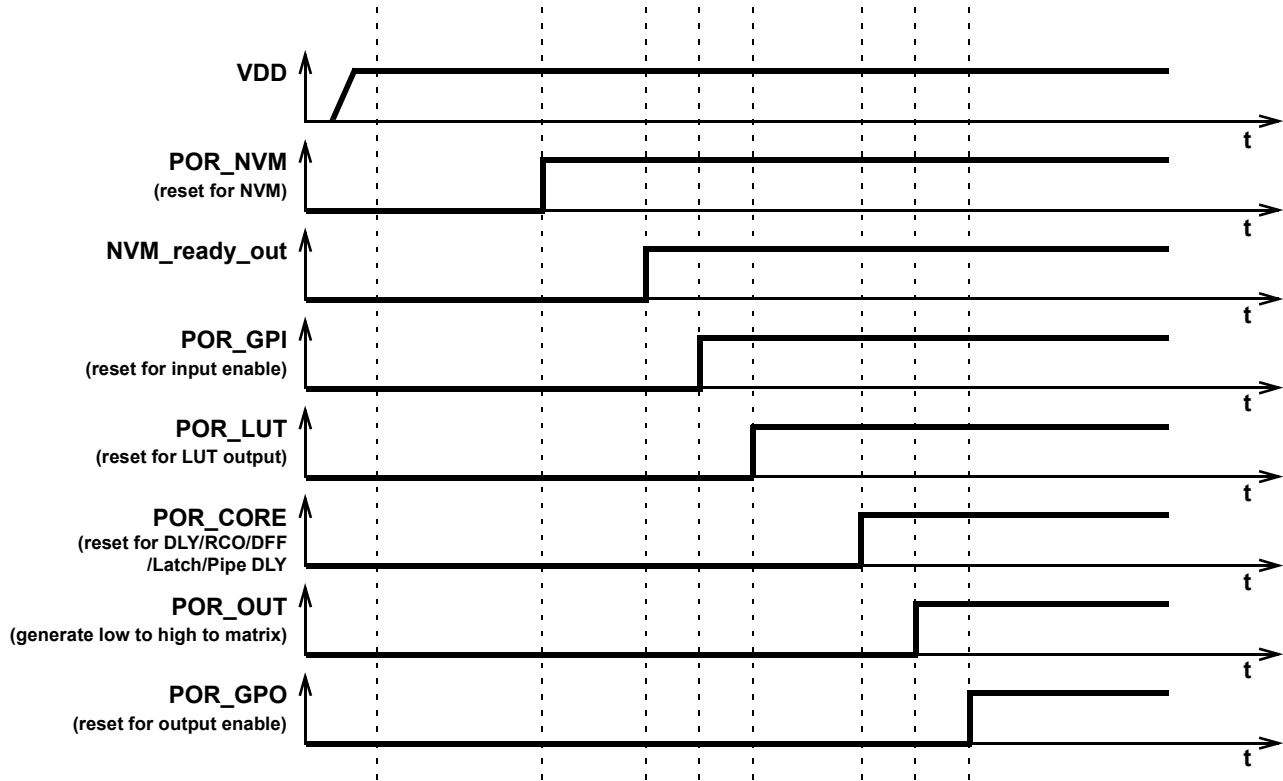 VDD
t
POR_NVM
(reset for NVM)
t
NVM_ready_out
t
POR_GPI
(reset for input enable)
t
POR_LUT
(reset for LUT output)
t
POR_CORE
(reset for DLY/RCO/DFF
/Latch/Pipe DLY
t
POR_OUT
(generate low to high to matrix)
t
POR_GPO
(reset for output enable)
t